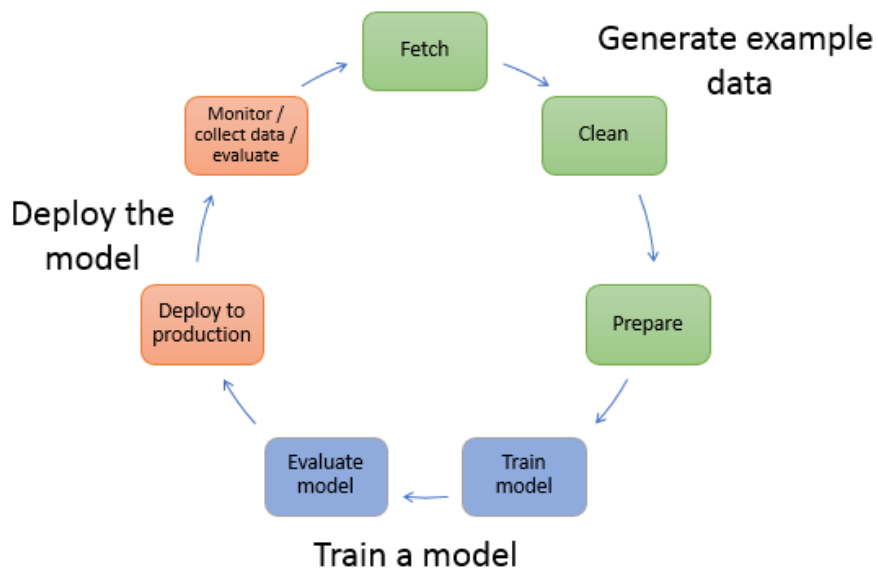 Fetch
Generate example
data
Clean
Monitor /
collect data /
evaluate
Deploy the
model
Deploy to
production
Prepare
Evaluate
model
Train
model
Train a model